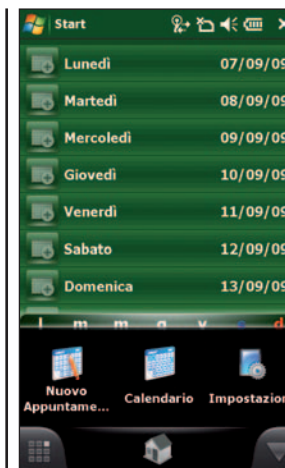 Start
Lunedì 07/09/09
Martedì 08/09/09
Mercoledì 09/09/09
Giovedì 10/09/09
Venerdì 11/09/09
Sabato 12/09/09
Domenica 13/09/09
l m m g v s d
Nuovo Appuntame...
Calendario
Impostazion